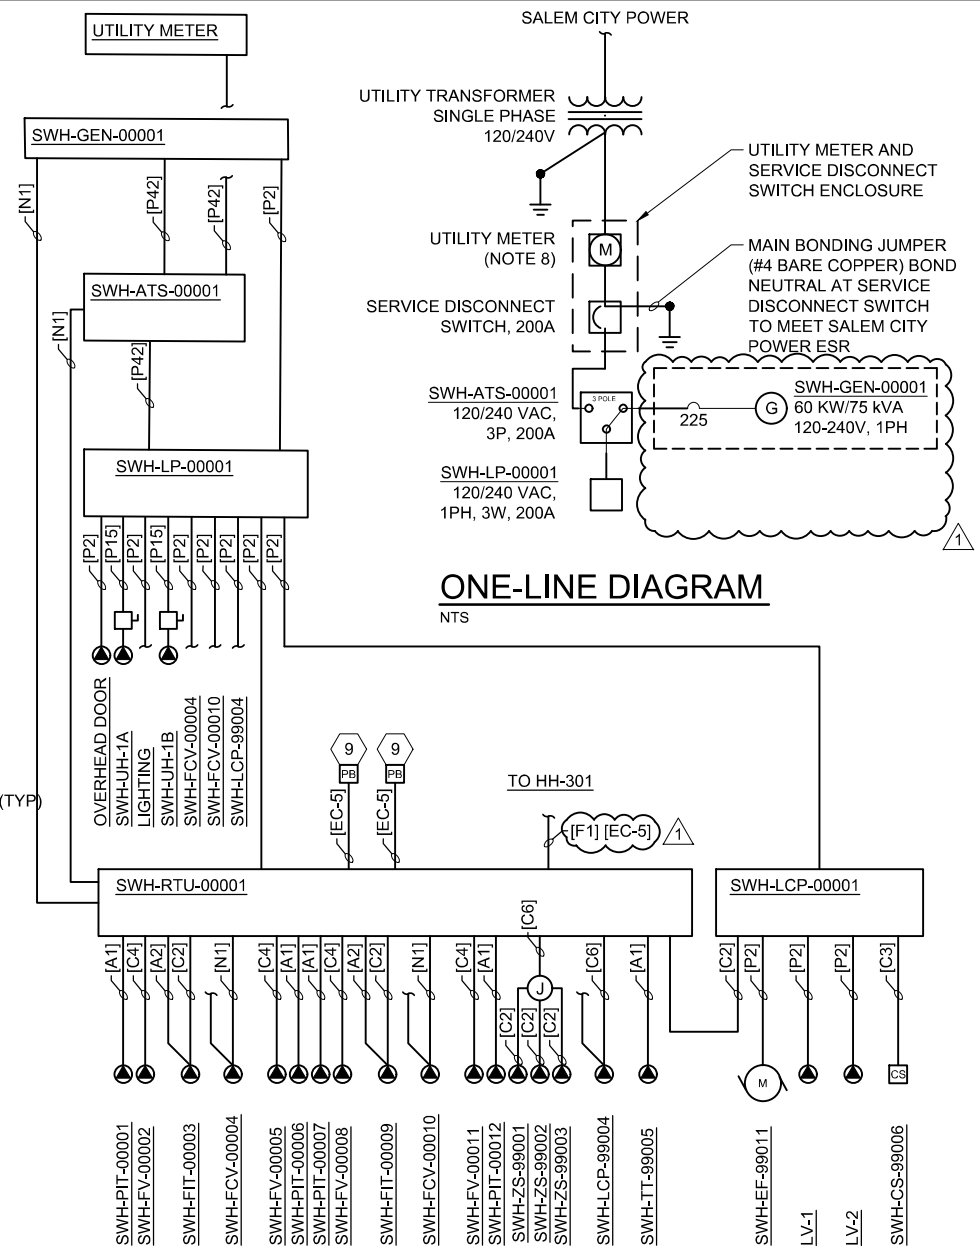 SALEM CITY POWER
UTILITY METER
UTILITY TRANSFORMER
SINGLE PHASE
120/240V
SWH-GEN-00001
UTILITY METER AND
SERVICE DISCONNECT
SWITCH ENCLOSURE
[N1]
[P42]
[P42]
[P2]
UTILITY METER
(NOTE 8)
M
MAIN BONDING JUMPER
(#4 BARE COPPER) BOND
NEUTRAL AT SERVICE
DISCONNECT SWITCH
TO MEET SALEM CITY
POWER ESR
SWH-ATS-00001
SERVICE DISCONNECT
SWITCH, 200A
[N1]
[P42]
SWH-ATS-00001
120/240 VAC,
3P, 200A
3 POLE
225
G
SWH-GEN-00001
60 KW/75 kVA
120-240V, 1PH
SWH-LP-00001
SWH-LP-00001
120/240 VAC,
1PH, 3W, 200A
1
[P2]
[P15]
[P2]
[P15]
[P2]
[P2]
[P2]
[P2]
[P2]
ONE-LINE DIAGRAM
NTS
OVERHEAD DOOR
SWH-UH-1A
LIGHTING
SWH-UH-1B
SWH-FCV-00004
SWH-FCV-00010
SWH-LCP-99004
9
PB
9
PB
(TYP)
[EC-5]
[EC-5]
TO HH-301
[F1] [EC-5]
1
SWH-RTU-00001
SWH-LCP-00001
[A1]
[C4]
[A2]
[C2]
[N1]
[C4]
[A1]
[A1]
[C4]
[A2]
[C2]
[N1]
[C4]
[A1]
[C6]
J
[C2]
[C2]
[C2]
[C6]
[A1]
[C2]
[P2]
[P2]
[P2]
[C3]
M
CS
SWH-PIT-00001
SWH-FV-00002
SWH-FIT-00003
SWH-FCV-00004
SWH-FV-00005
SWH-PIT-00006
SWH-PIT-00007
SWH-FV-00008
SWH-FIT-00009
SWH-FCV-00010
SWH-FV-00011
SWH-PIT-00012
SWH-ZS-99001
SWH-ZS-99002
SWH-ZS-99003
SWH-LCP-99004
SWH-TT-99005
SWH-EF-99011
LV-1
LV-2
SWH-CS-99006